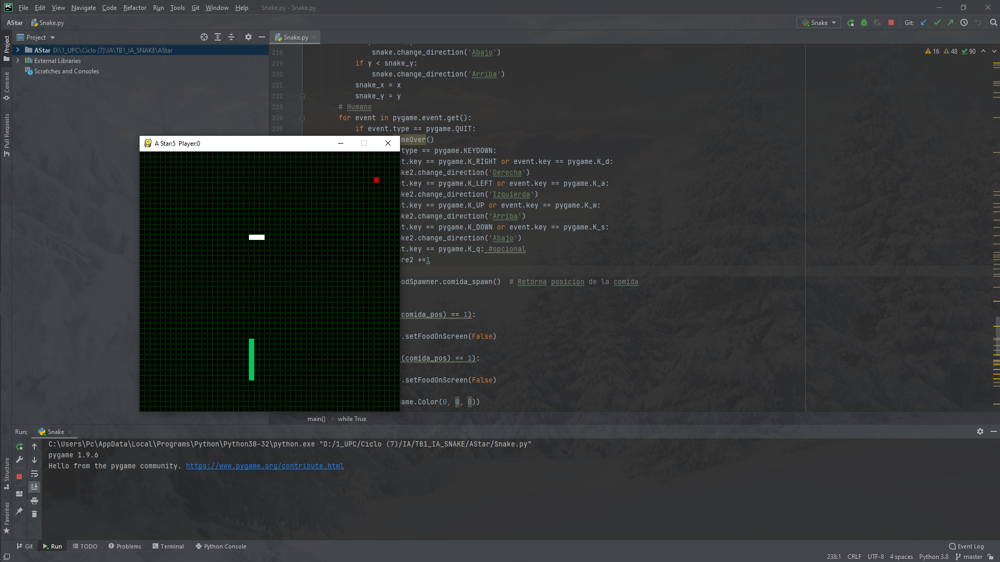 File Edit View Navigate Code Refactor Run Tools Git Window Help Snake.py - Snake.py
AStar Snake.py Snake Git:
Project Snake.py
AStar D:\1_UPC\Ciclo (7)\IA\TB1_IA_SNAKE\AStar
External Libraries
Scratches and Consoles
Project
Commit
Pull Requests
Structure
Favorites
16 48 90
218 snake.change_direction('Abajo')
219 if y < snake_y:
220 snake.change_direction('Arriba')
221 snake_x = x
222 snake_y = y
223 # Humano
224 for event in pygame.event.get():
225 if event.type == pygame.QUIT:
A Star:5 Player:0
meOver()
type == pygame.KEYDOWN:
t.key == pygame.K_RIGHT or event.key == pygame.K_d:
ke2.change_direction('Derecha')
t.key == pygame.K_LEFT or event.key == pygame.K_a:
ke2.change_direction('Izquierda')
t.key == pygame.K_UP or event.key == pygame.K_w:
ke2.change_direction('Arriba')
t.key == pygame.K_DOWN or event.key == pygame.K_s:
ke2.change_direction('Abajo')
t.key == pygame.K_q: #opcional
re2 +=1
odSpawner.comida_spawn() # Retorna posicion de la comida
comida_pos) == 1):
.setFoodOnScreen(False)
(comida_pos) == 1):
.setFoodOnScreen(False)
ame.Color(0, 0, 0))
main() while True
Run: Snake
C:\Users\Pc\AppData\Local\Programs\Python\Python38-32\python.exe "D:/1_UPC/Ciclo (7)/IA/TB1_IA_SNAKE/AStar/Snake.py"
pygame 1.9.6
Hello from the pygame community. https://www.pygame.org/contribute.html
Git Run TODO Problems Terminal Python Console Event Log
238:1 CRLF UTF-8 4 spaces Python 3.8 master